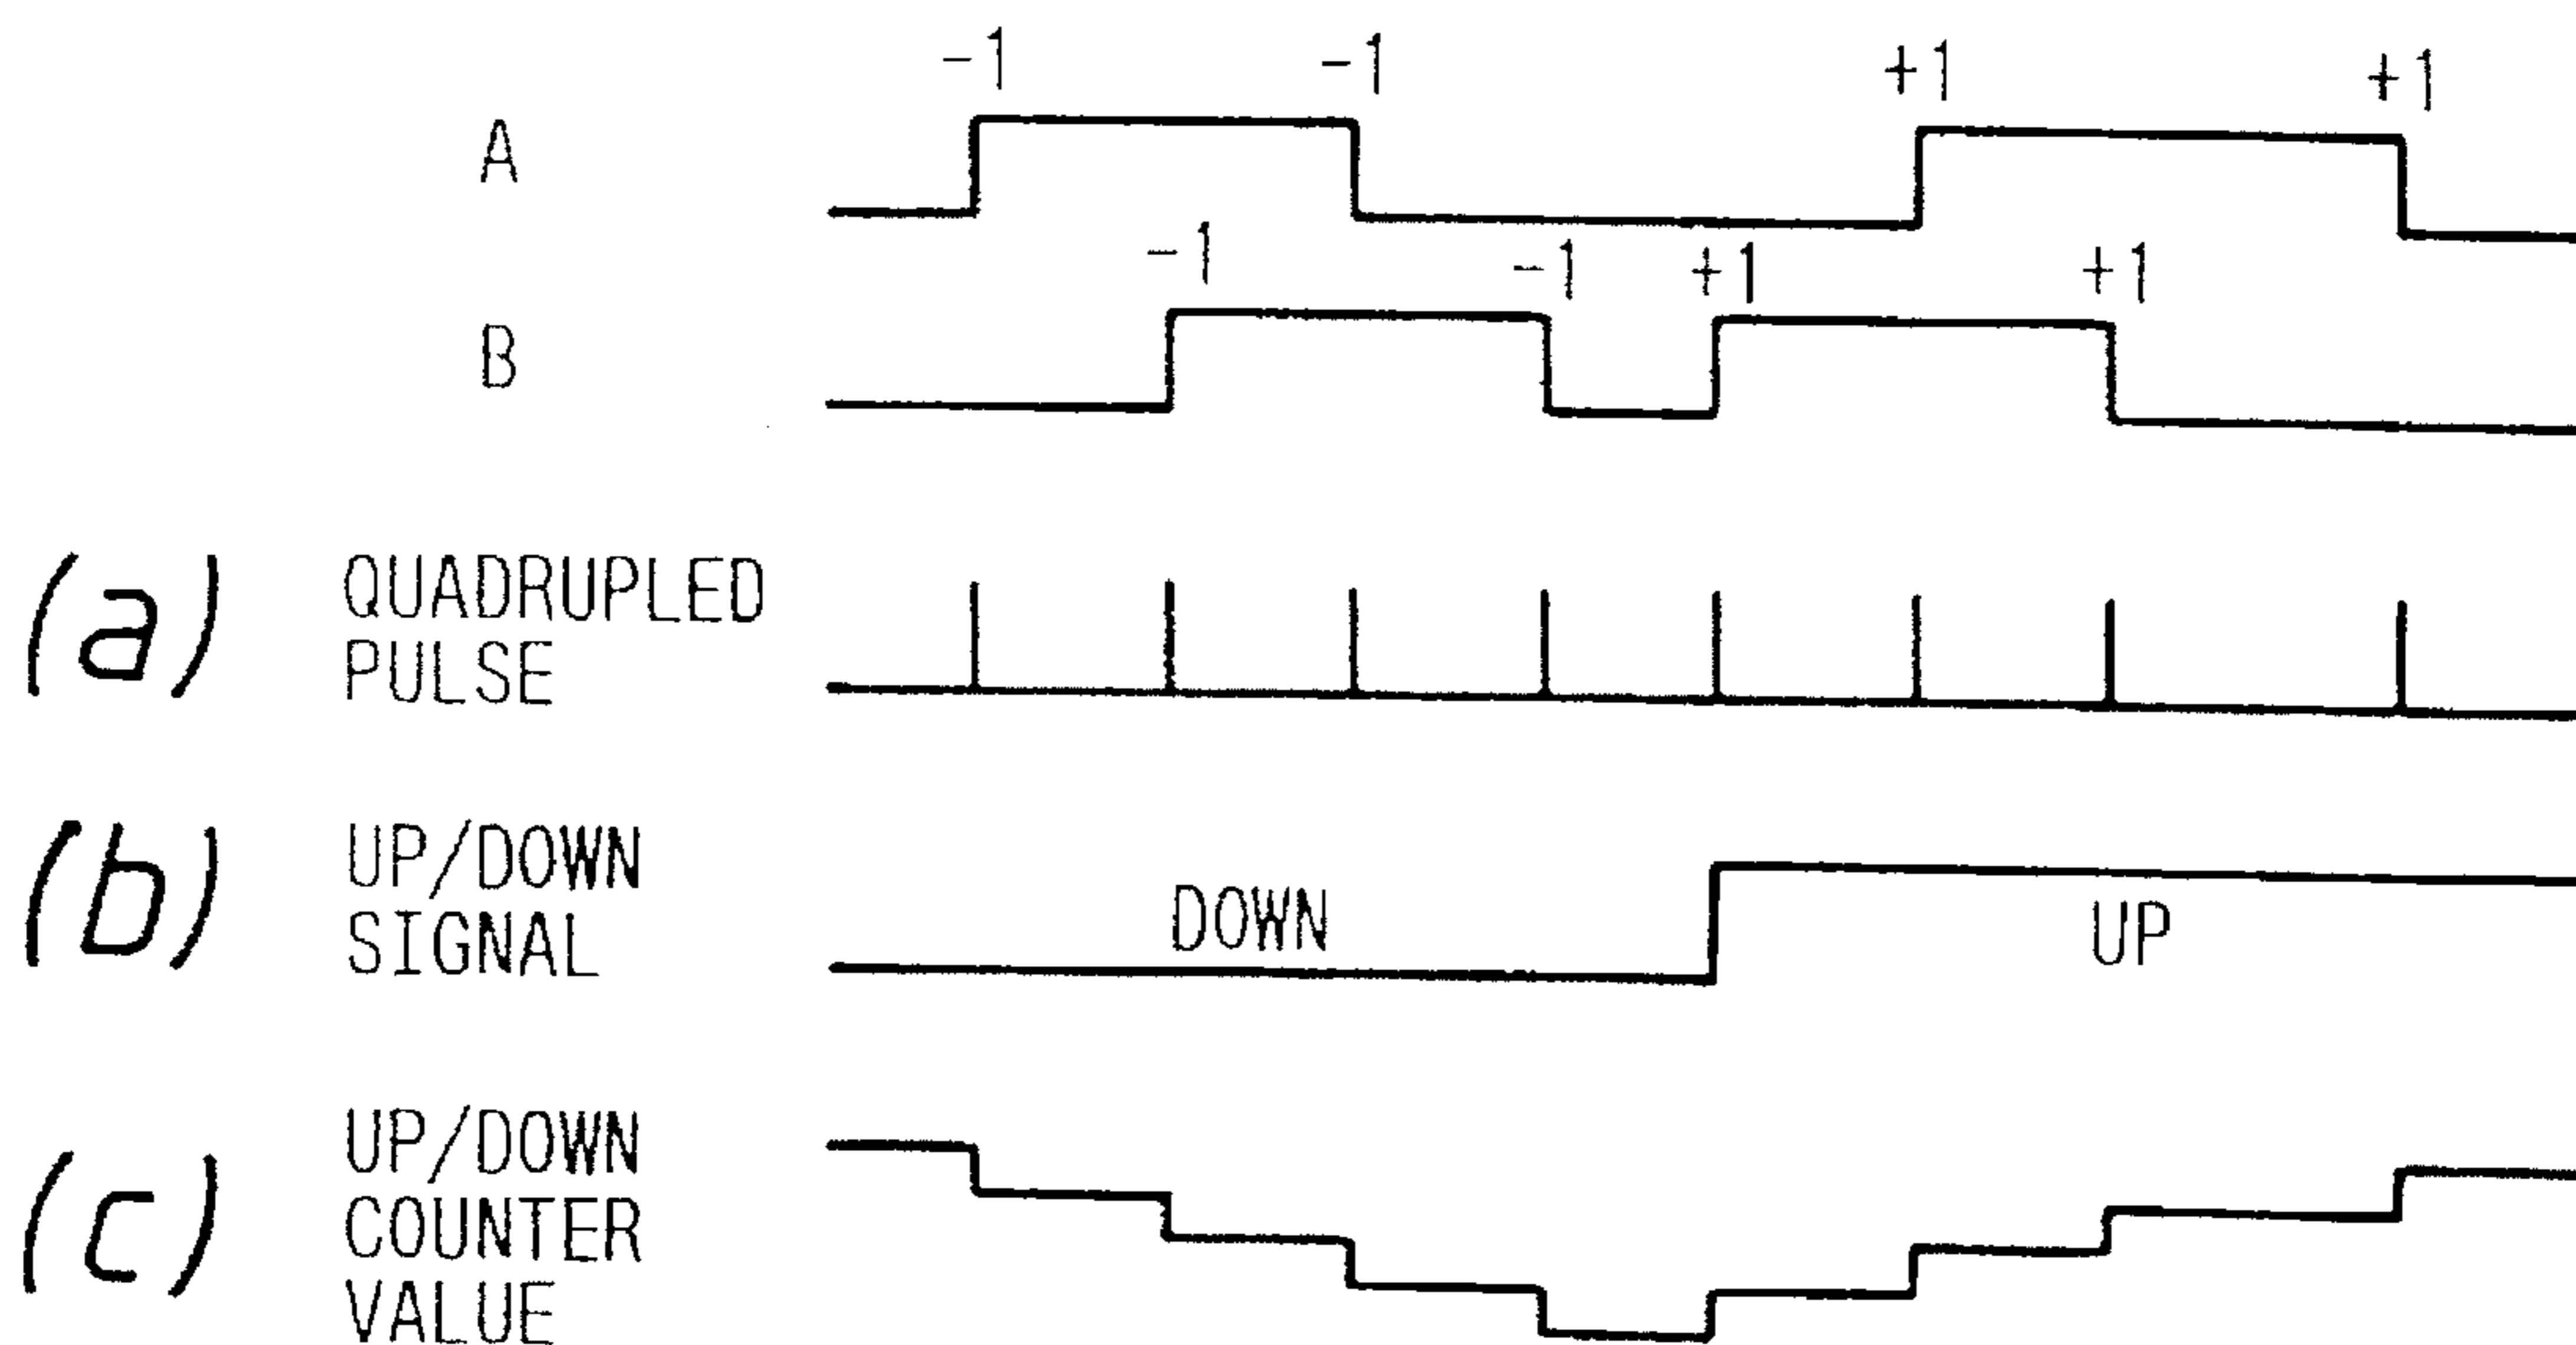 -1 -1 +1 +1
A
-1 -1 +1 +1
B
(a) QUADRUPLED
PULSE
(b) UP/DOWN
SIGNAL
DOWN
UP
(c) UP/DOWN
COUNTER
VALUE